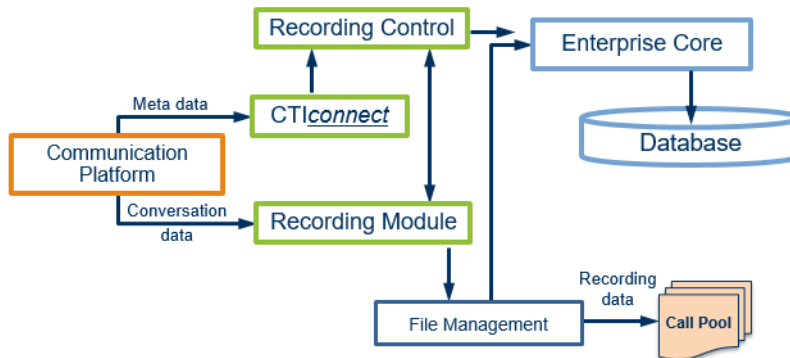 Recording Control
Enterprise Core
Meta data
CTIconnect
Database
Communication
Platform
Conversation
data
Recording Module
Recording
data
File Management
Call Pool